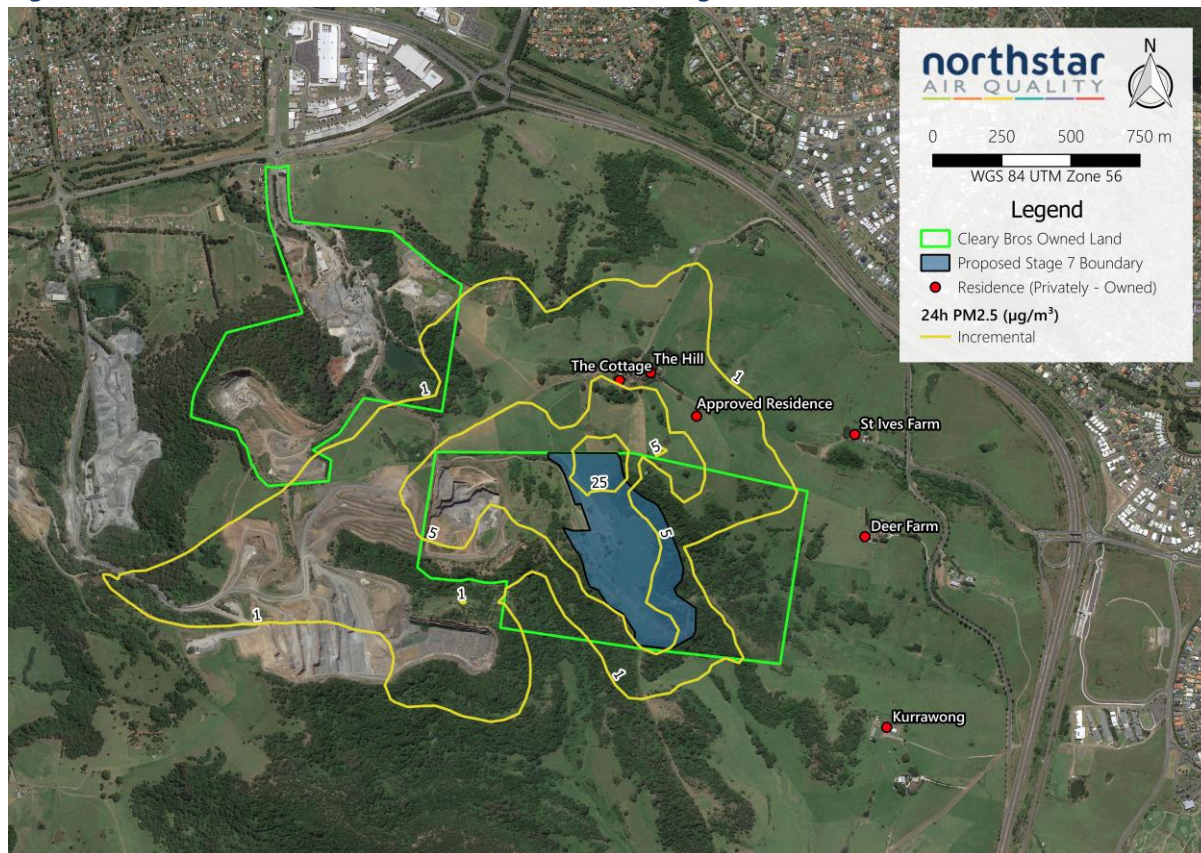 northstar
AIR QUALITY
N
0 250 500 750 m
WGS 84 UTM Zone 56
Legend
Cleary Bros Owned Land
Proposed Stage 7 Boundary
Residence (Privately - Owned)
24h PM2.5 (µg/m³)
Incremental
1
1
The Cottage
The Hill
Approved Residence
St Ives Farm
5
25
5
5
Deer Farm
1
1
1
Kurrawong